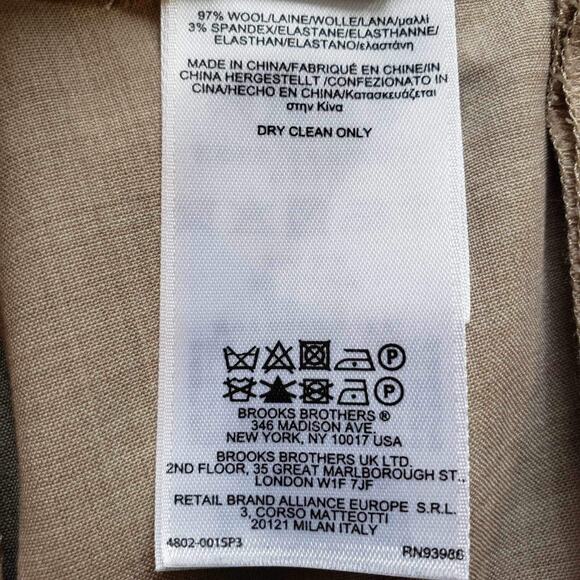 97% WOOL/LAINE/WOLLE/LANA/μαλλί
3% SPANDEX/ELASTANE/ELASTHANNE/
ELASTHAN/ELASTANO/ελαστάνη
MADE IN CHINA/FABRIQUÉ EN CHINE/IN
CHINA HERGESTELLT /CONFEZIONATO IN
CINA/HECHO EN CHINA/Κατασκευάζεται
στην Κίνα
DRY CLEAN ONLY
P
P
BROOKS BROTHERS ®
346 MADISON AVE.
NEW YORK, NY 10017 USA
BROOKS BROTHERS UK LTD.
2ND FLOOR, 35 GREAT MARLBOROUGH ST.,
LONDON W1F 7JF
RETAIL BRAND ALLIANCE EUROPE S.R.L.
3, CORSO MATTEOTTI
20121 MILAN ITALY
4802-0015P3 RN93986